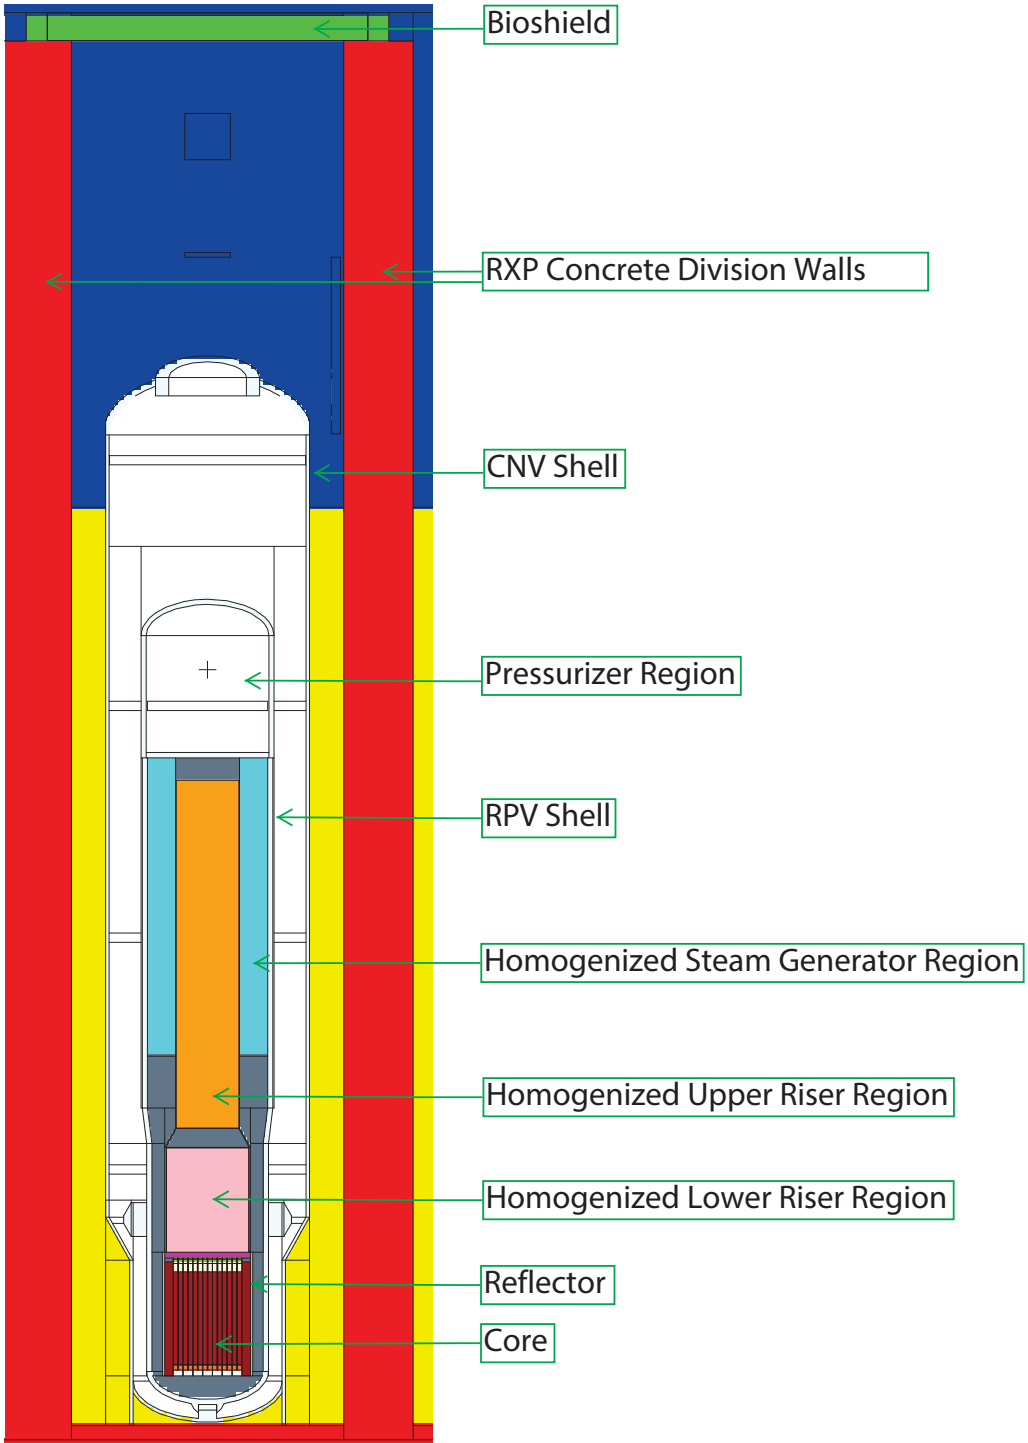 Bioshield
RXP Concrete Division Walls
CNV Shell
Pressurizer Region
RPV Shell
Homogenized Steam Generator Region
Homogenized Upper Riser Region
Homogenized Lower Riser Region
Reflector
Core